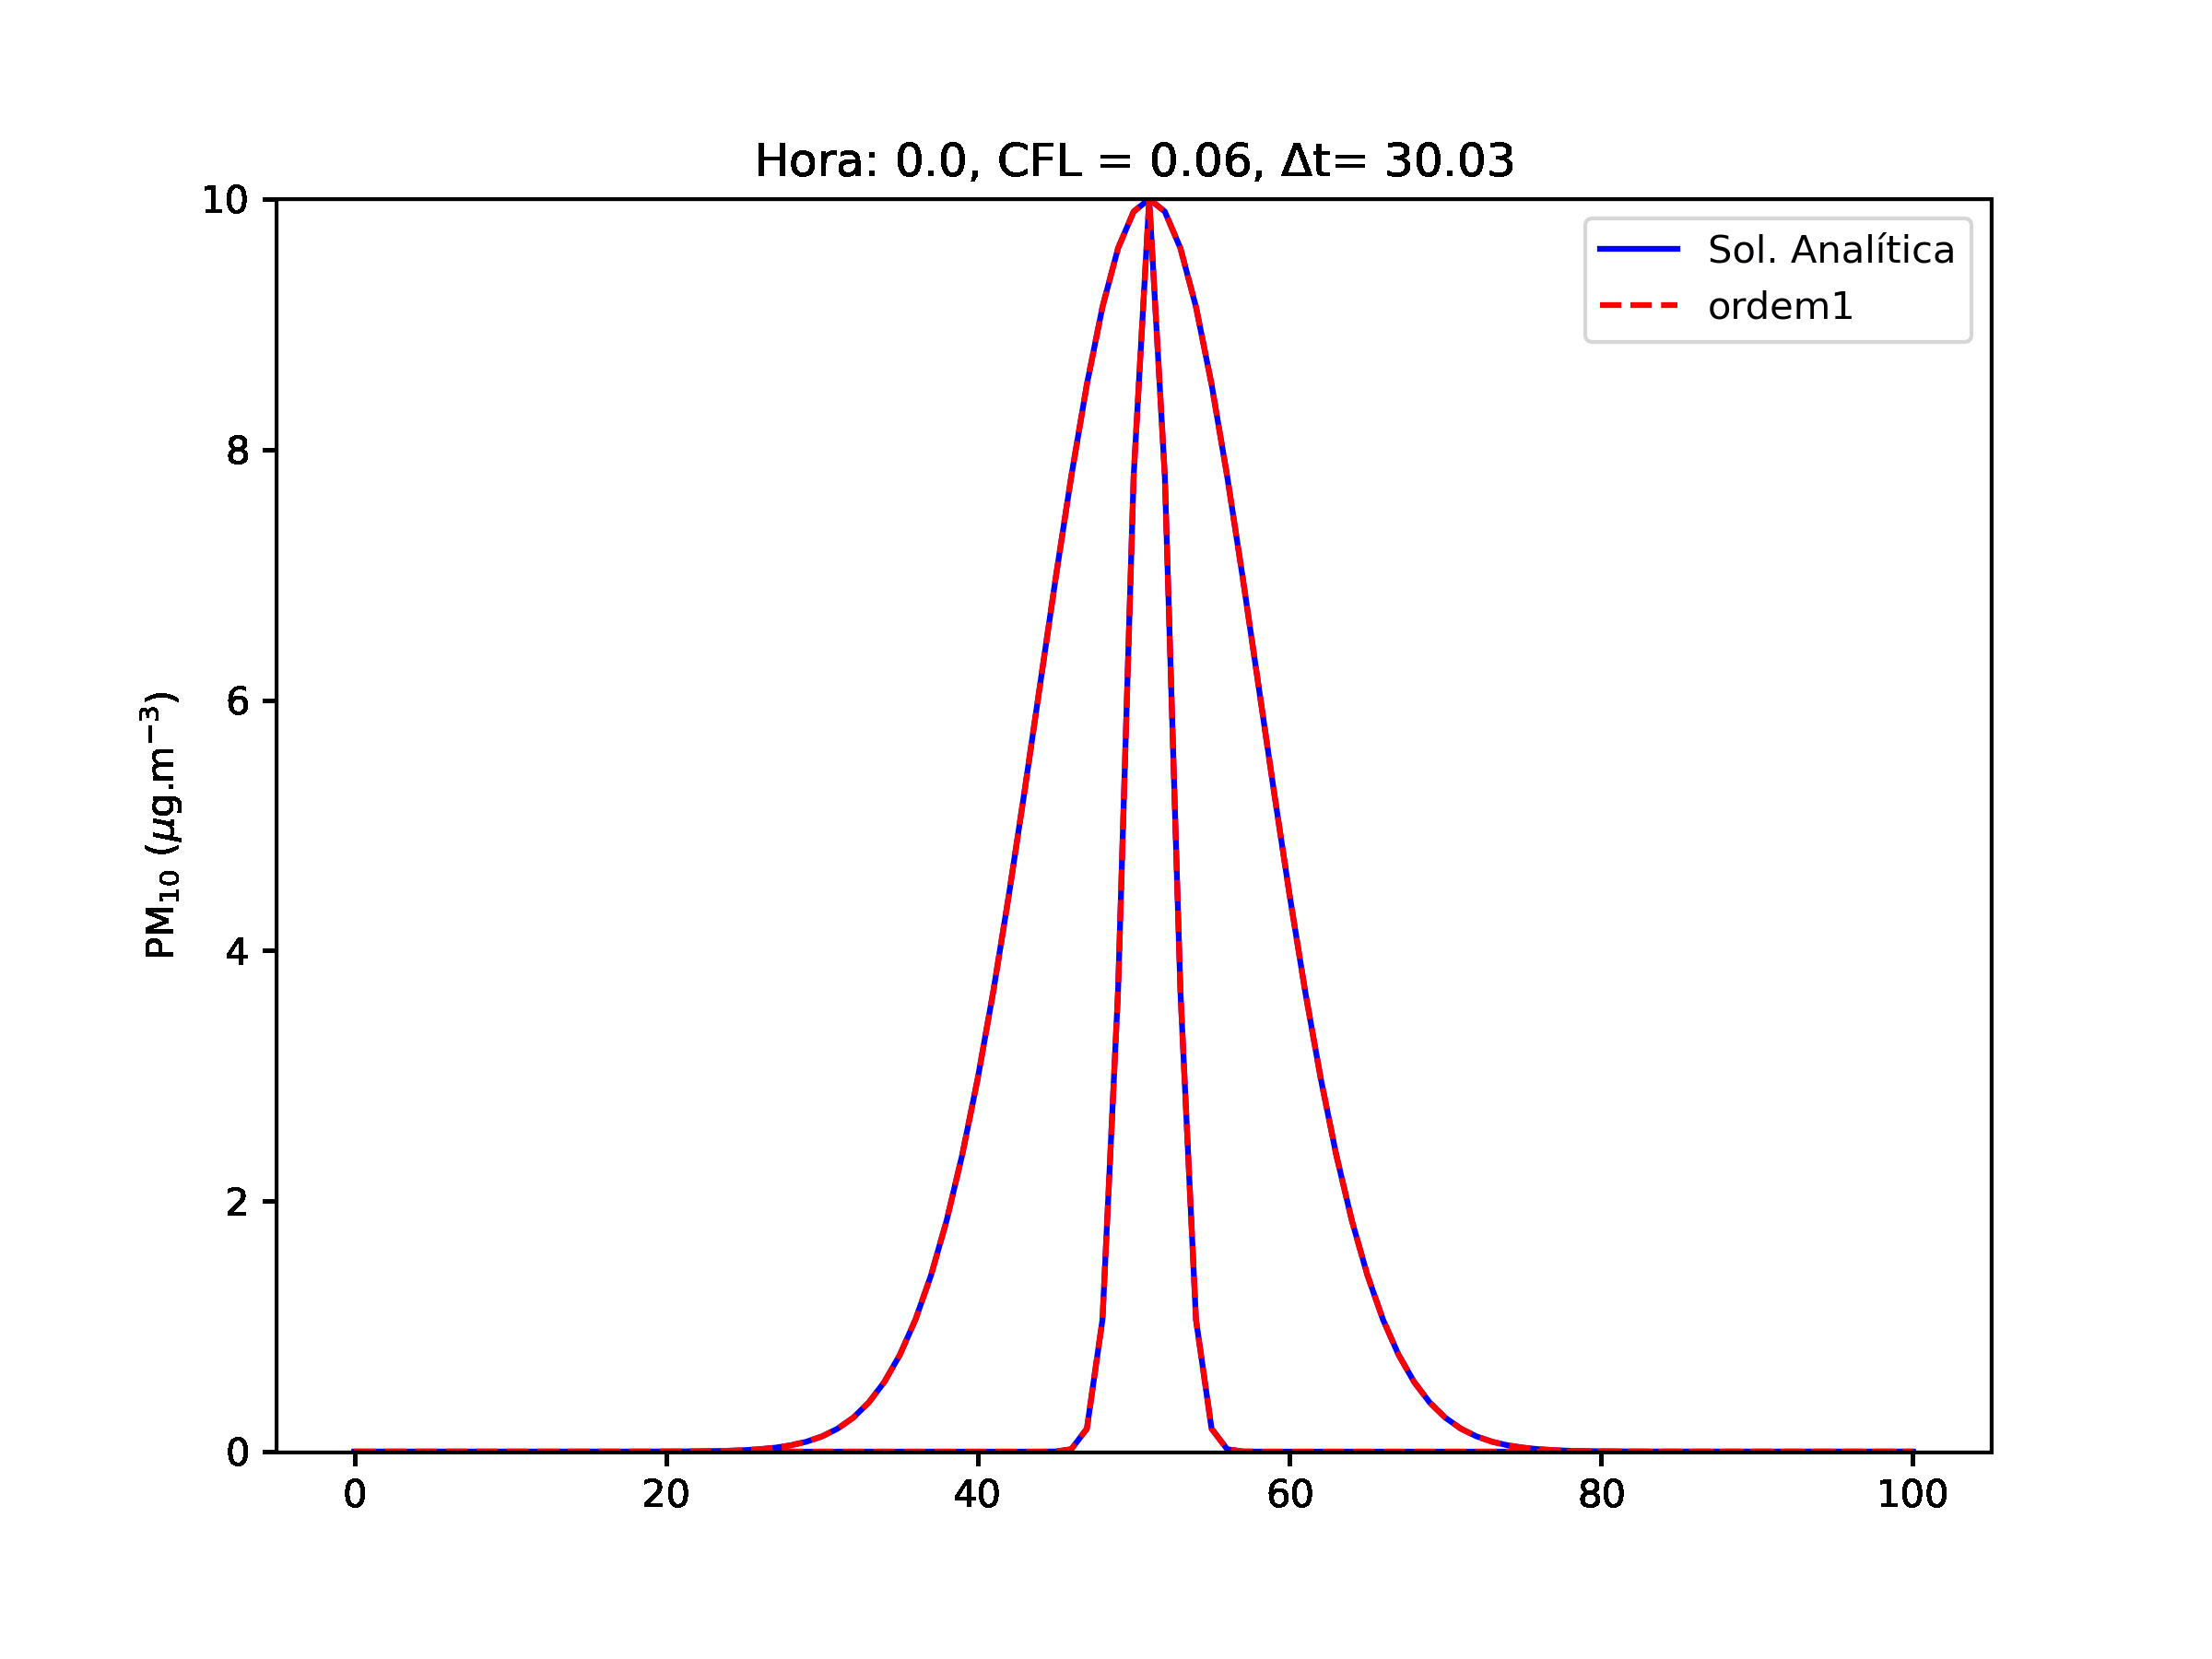 Hora: 0.0, CFL = 0.06, Δt= 30.03
Sol. Analítica
ordem1
PM₁₀ (μg.m⁻³)
10
8
6
4
2
0
0 20 40 60 80 100